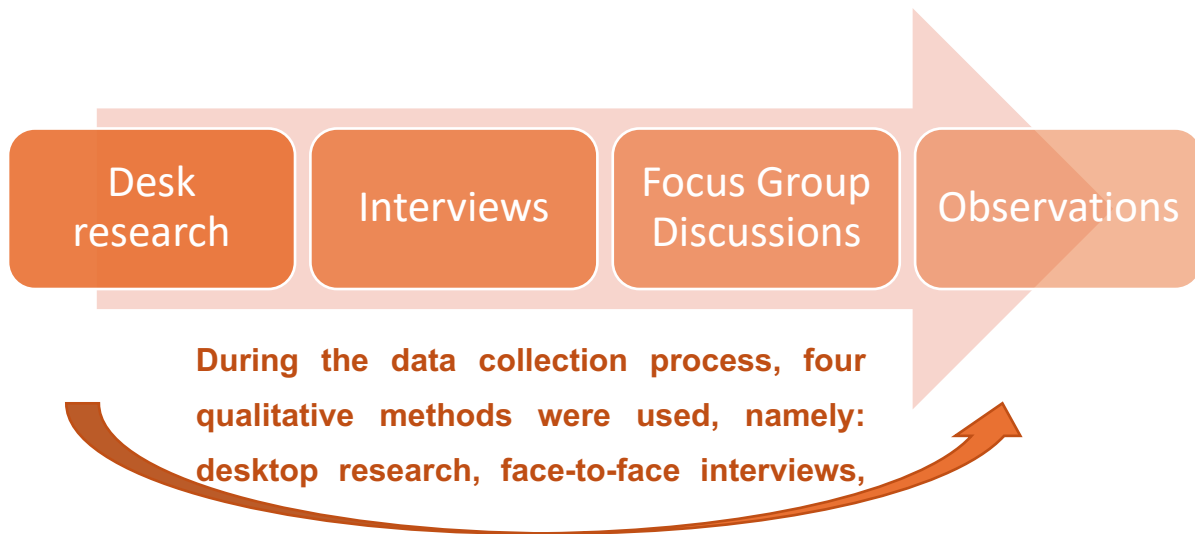 Desk
research
Interviews
Focus Group
Discussions
Observations
During the data collection process, four
qualitative methods were used, namely:
desktop research, face-to-face interviews,